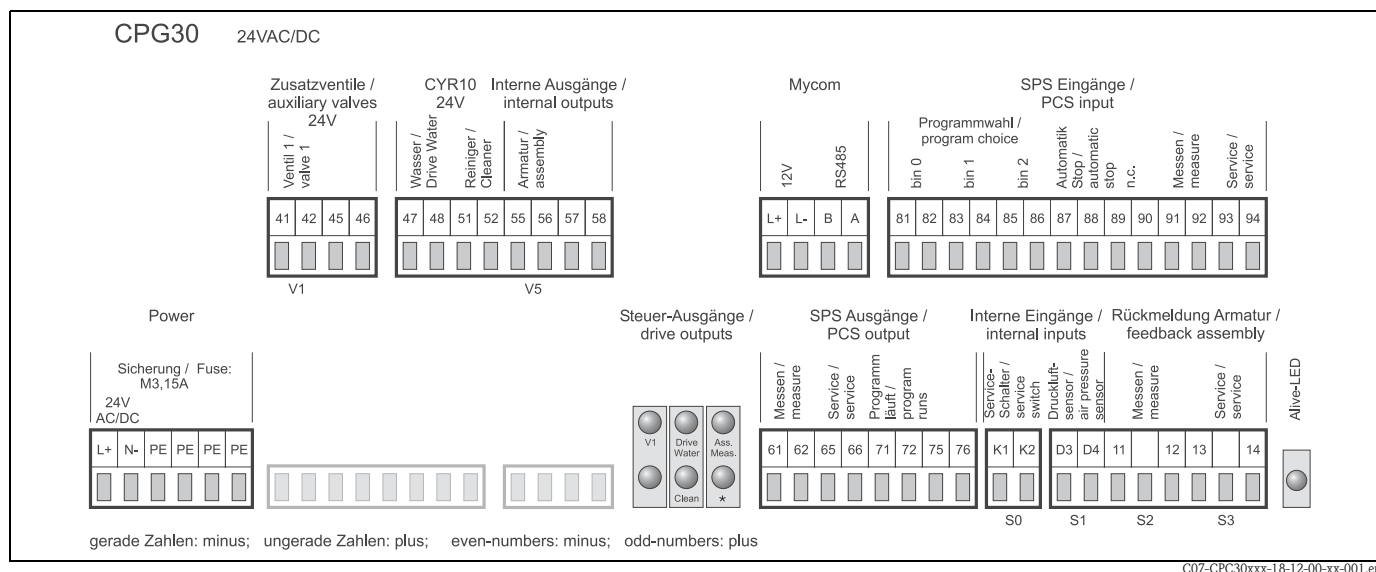 CPG30 24VAC/DC
Zusatzventile /
auxiliary valves
24V
CYR10
24V
Interne Ausgänge /
internal outputs
Mycom
SPS Eingänge /
PCS input
Ventil 1 /
valve 1
Wasser /
Drive Water
Reiniger /
Cleaner
Armatur /
assembly
12V
RS485
Programmwahl /
program choice
bin 0
bin 1
bin 2
Automatik
Stop /
automatic
stop
n.c.
Messen /
measure
Service /
service
41 42 45 46
47 48 51 52 55 56 57 58
L+ L- B A
81 82 83 84 85 86 87 88 89 90 91 92 93 94
V1
V5
Power
Steuer-Ausgänge /
drive outputs
SPS Ausgänge /
PCS output
Interne Eingänge /
internal inputs
Rückmeldung Armatur /
feedback assembly
Sicherung / Fuse:
M3,15A
24V
AC/DC
Messen /
measure
Service /
service
Programm
läuft /
program
runs
Service-
Schalter /
service
switch
Druckluft-
sensor /
air pressure
sensor
Messen /
measure
Service /
service
Alive-LED
L+ N- PE PE PE PE
V1
Drive
Water
Ass.
Meas.
Clean
*
61 62 65 66 71 72 75 76
K1 K2
D3 D4 11 12 13 14
S0
S1
S2
S3
gerade Zahlen: minus; ungerade Zahlen: plus; even-numbers: minus; odd-numbers: plus
C07-CPC30xxx-18-12-00-xx-001.eps